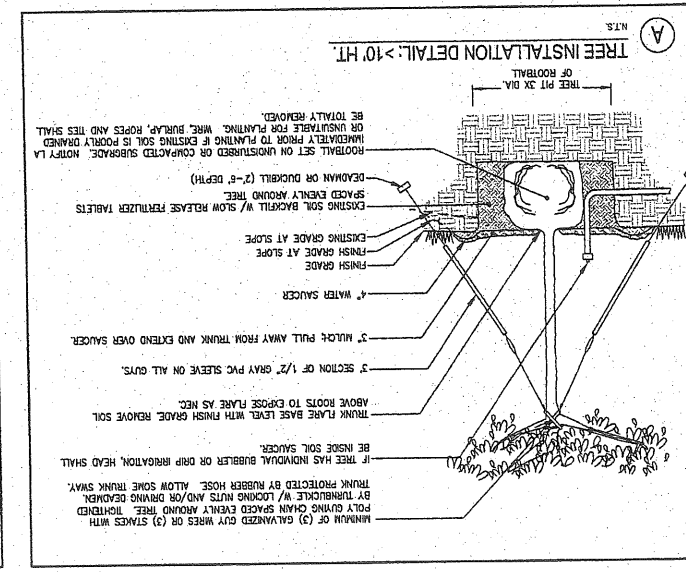 MINIMUM OF (3) GALVANIZED GUY WIRES OR (3) STAKES WITH
POLY GUYING CHAIN SPACED EVENLY AROUND TREE. TIGHTENED
BY TURNBUCKLE W/ LOCKING NUTS AND/OR DRIVING DEADMEN.
TRUNK PROTECTED BY RUBBER HOSE. ALLOW SOME TRUNK SWAY.
IF TREE HAS INDIVIDUAL BUBBLER OR DRIP IRRIGATION, HEAD SHALL
BE INSIDE SOIL SAUCER.
TRUNK FLARE BASE LEVEL WITH FINISH GRADE. REMOVE SOIL
ABOVE ROOTS TO EXPOSE FLARE AS NEC.
3' SECTION OF 1/2" GRAY PVC SLEEVE ON ALL GUYS.
3" MULCH; PULL AWAY FROM TRUNK AND EXTEND OVER SAUCER.
4" WATER SAUCER
FINISH GRADE
FINISH GRADE AT SLOPE
EXISTING GRADE AT SLOPE
EXISTING SOIL BACKFILL W/ SLOW RELEASE FERTILIZER TABLETS
SPACED EVENLY AROUND TREE.
DEADMAN OR DUCKBILL (2'-6" DEPTH)
ROOTBALL SET ON UNDISTURBED OR COMPACTED SUBGRADE. NOTIFY LA
IMMEDIATELY PRIOR TO PLANTING IF EXISTING SOIL IS POORLY DRAINED
OR UNSUITABLE FOR PLANTING. WIRE, BURLAP, ROPES AND TIES SHALL
BE TOTALLY REMOVED.
TREE PIT 3X DIA.
OF ROOTBALL
A
TREE INSTALLATION DETAIL: >10' HT.
N.T.S.